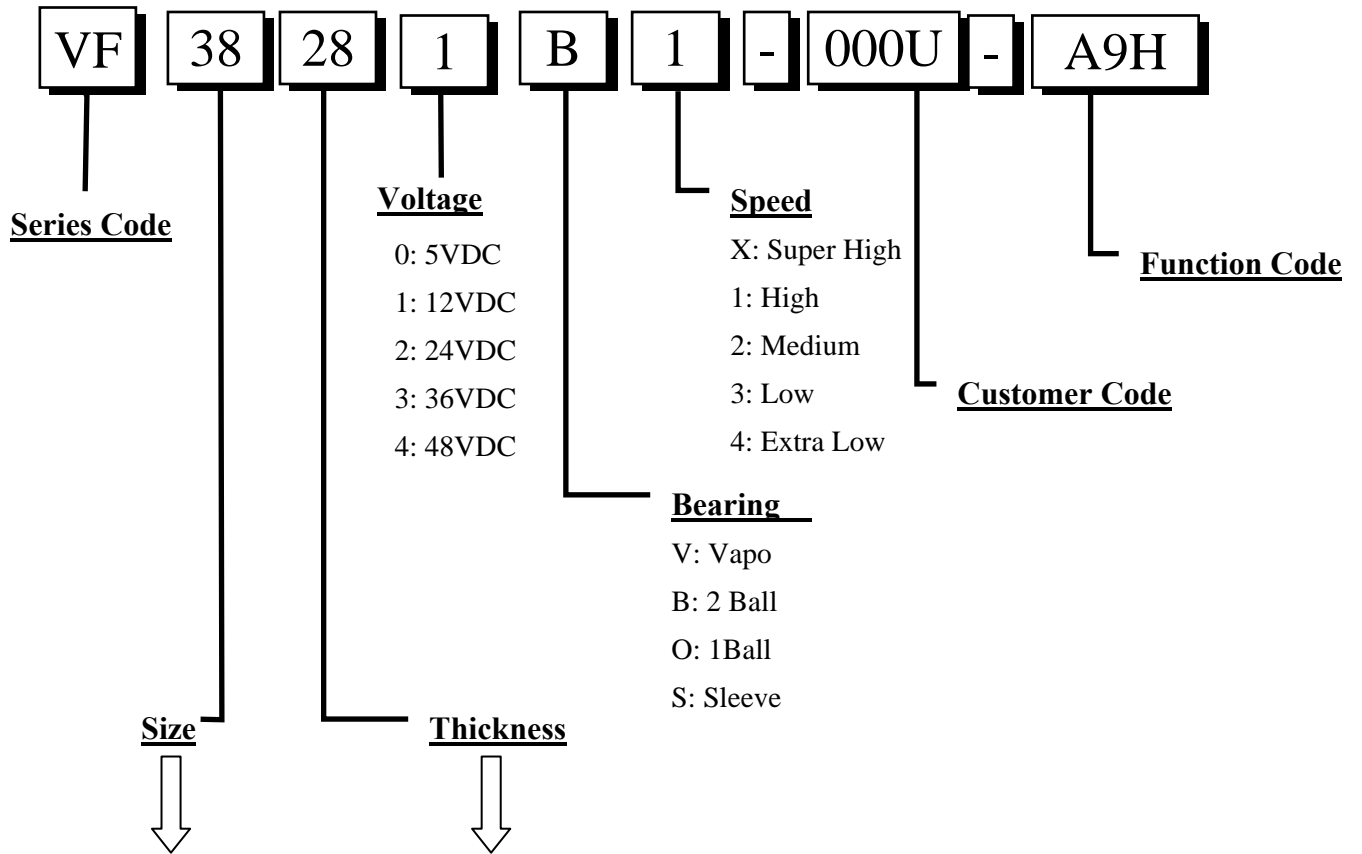 VF 38 28 1 B 1 - 000U - A9H
Series Code
Voltage
0: 5VDC
1: 12VDC
2: 24VDC
3: 36VDC
4: 48VDC
Speed
X: Super High
1: High
2: Medium
3: Low
4: Extra Low
Function Code
Customer Code
Bearing
V: Vapo
B: 2 Ball
O: 1Ball
S: Sleeve
Size
Thickness